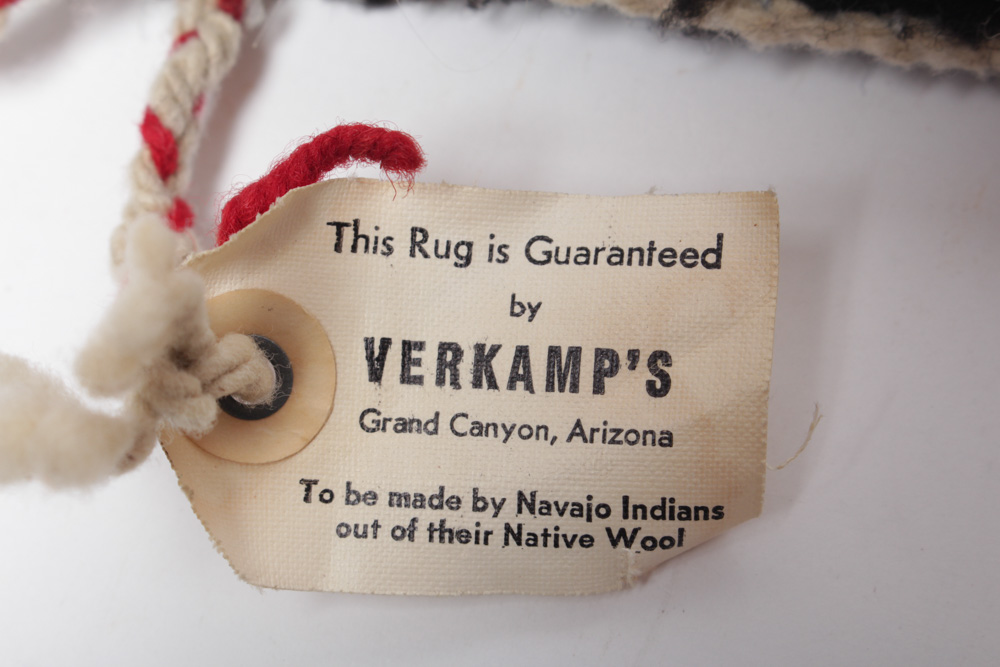 This Rug is Guaranteed
by
VERKAMP'S
Grand Canyon, Arizona
To be made by Navajo Indians
out of their Native Wool